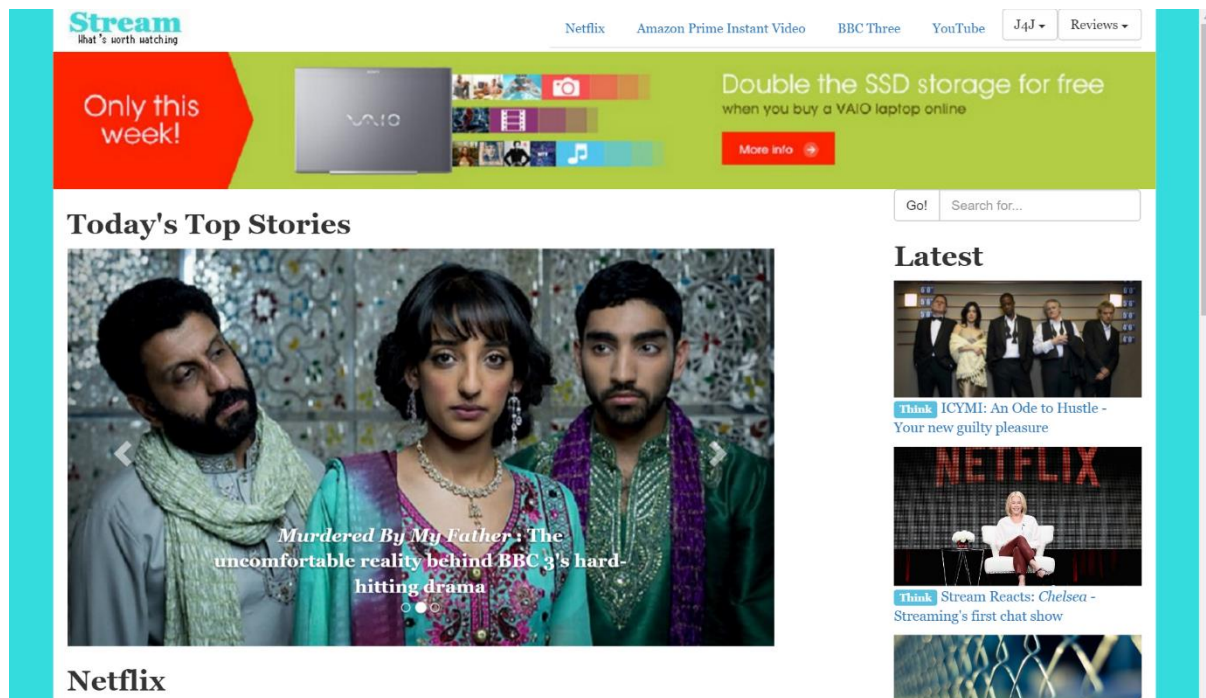 Stream
What's worth watching
Netflix Amazon Prime Instant Video BBC Three YouTube J4J Reviews
Only this
week!
VAIO
Double the SSD storage for free
when you buy a VAIO laptop online
More info
Go! Search for...
Today's Top Stories
Murdered By My Father : The
uncomfortable reality behind BBC 3's hard-
hitting drama
Netflix
Latest
Think ICYMI: An Ode to Hustle -
Your new guilty pleasure
NETFLIX
Think Stream Reacts: Chelsea -
Streaming's first chat show